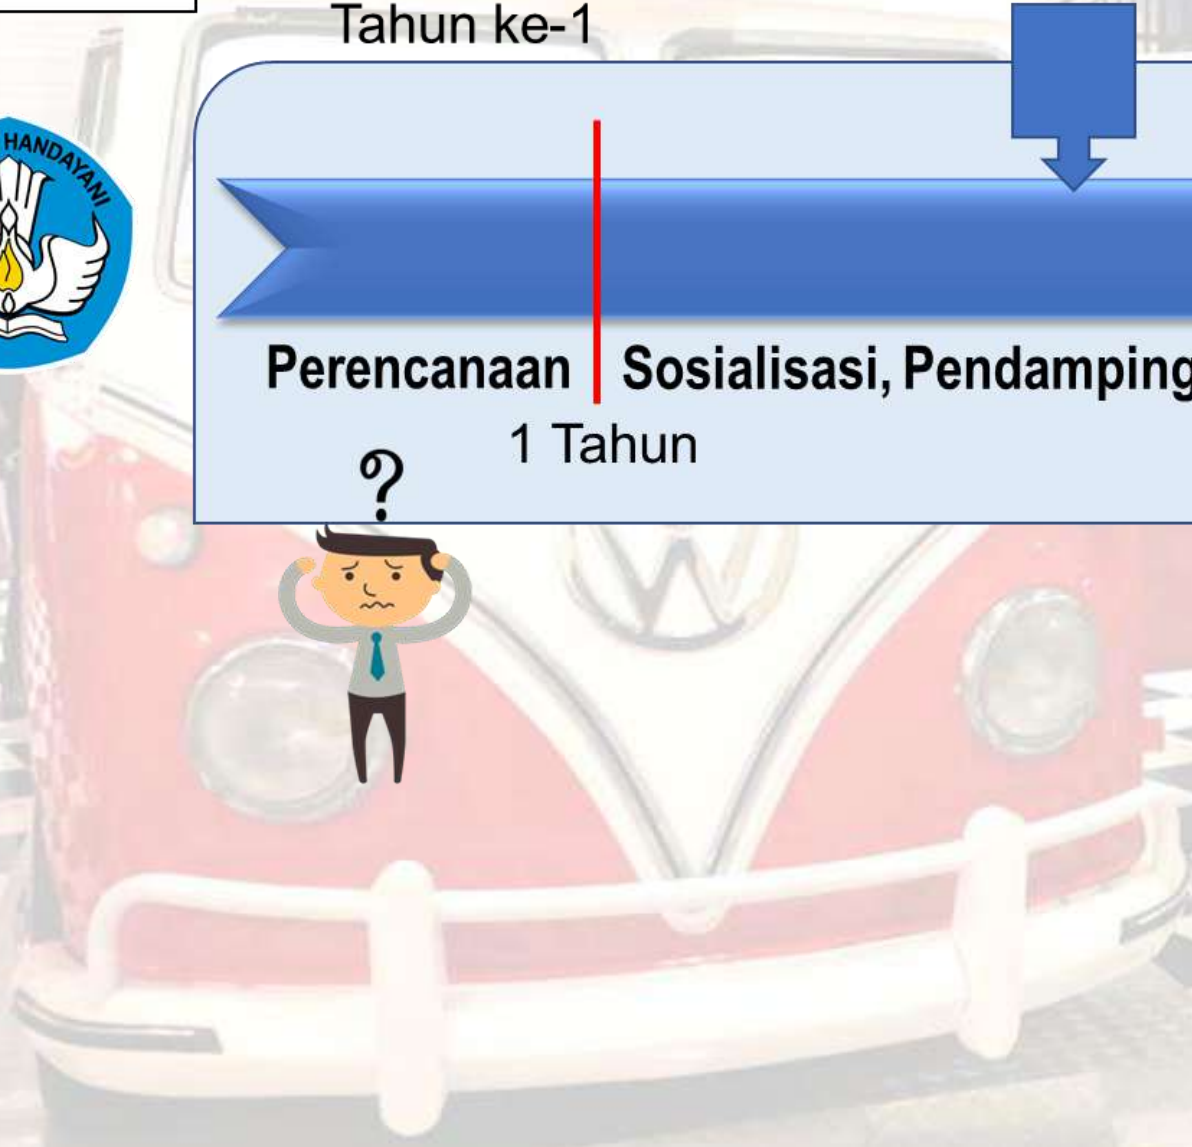 Tahun ke-1
HANDAYANI
Perencanaan
Sosialisasi, Pendamping
1 Tahun
?